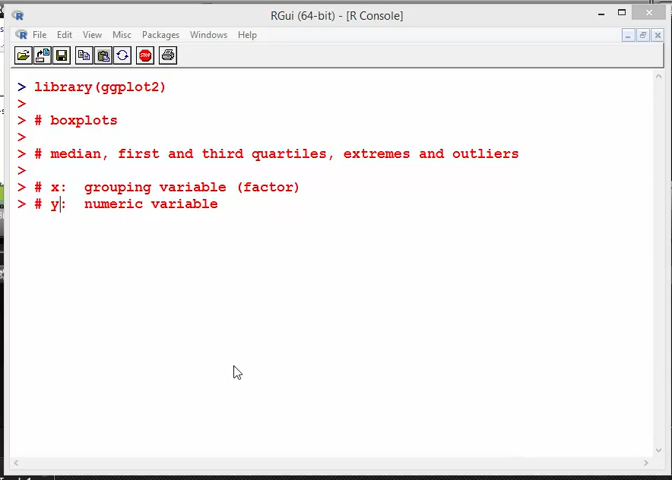 RGui (64-bit) - [R Console]
File Edit View Misc Packages Windows Help
STOP
> library(ggplot2)
>
> # boxplots
>
> # median, first and third quartiles, extremes and outliers
>
> # x:  grouping variable (factor)
> # y:  numeric variable